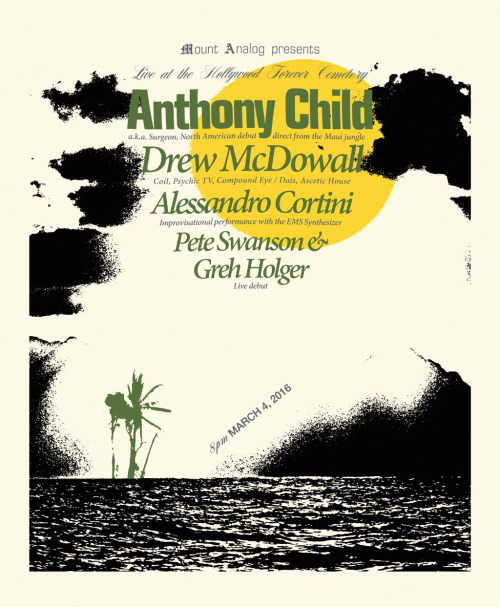 Mount Analog presents
Live at the Hollywood Forever Cemetery
Anthony Child
a.k.a. Surgeon, North American debut direct from the Maui jungle
Drew McDowall
Coil, Psychic TV, Compound Eye / Dais, Ascetic House
Alessandro Cortini
Improvisational performance with the EMS Synthesizer
Pete Swanson &
Greh Holger
Live debut
8pm MARCH 4, 2016